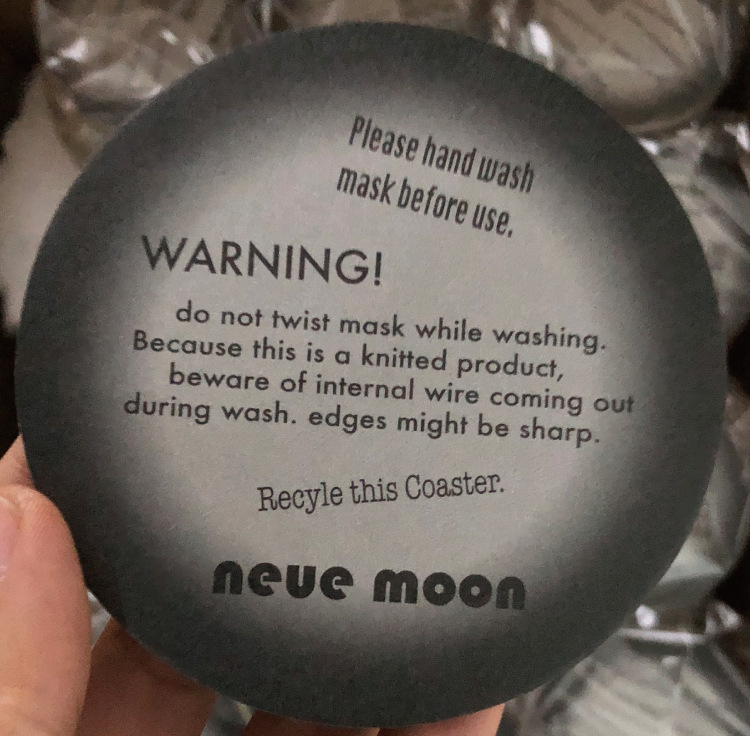 Please hand wash
mask before use.
WARNING!
do not twist mask while washing.
Because this is a knitted product,
beware of internal wire coming out
during wash. edges might be sharp.
Recyle this Coaster.
neue moon